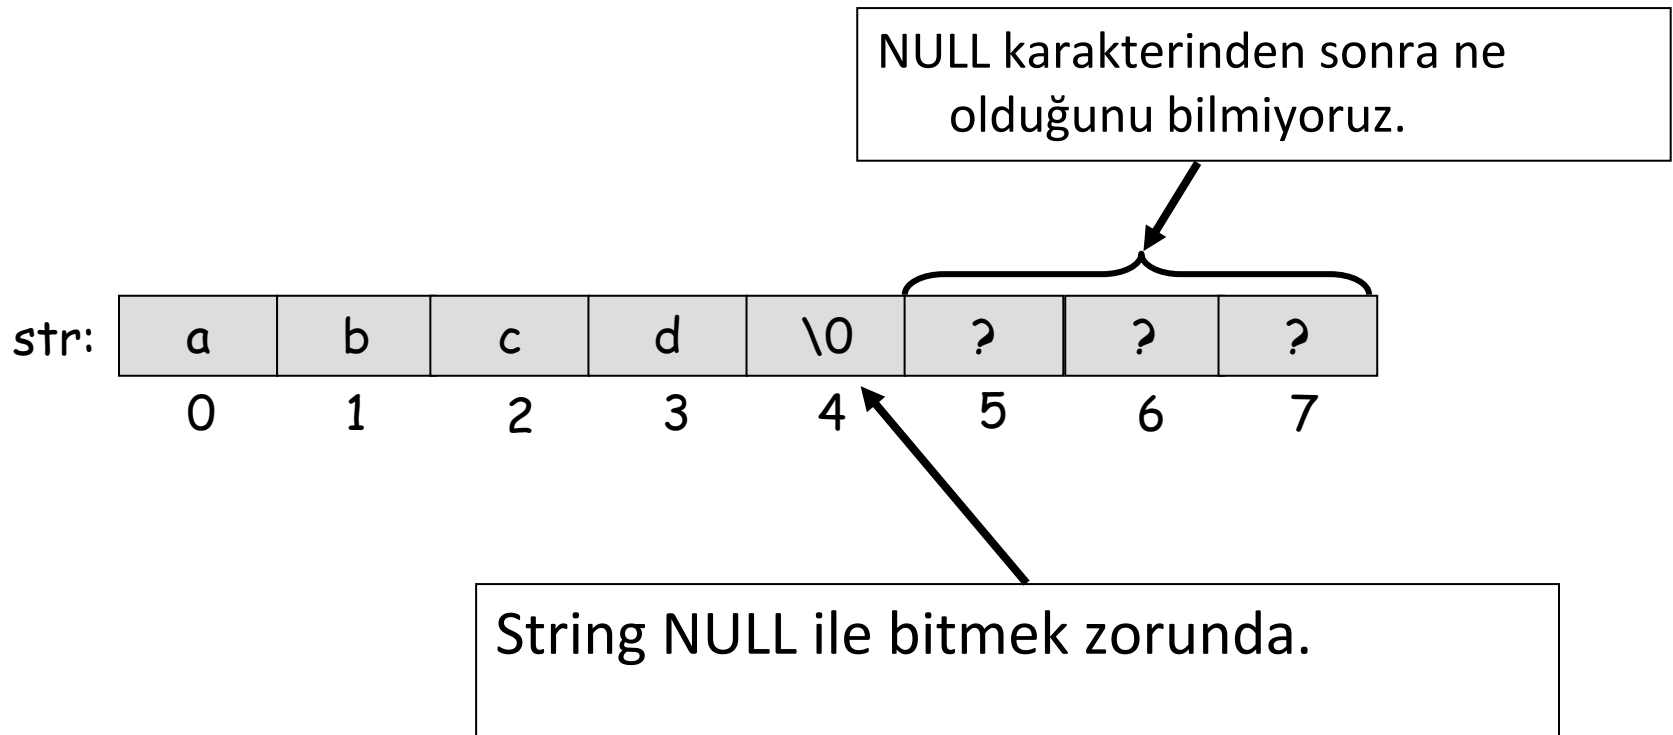 NULL karakterinden sonra ne
olduğunu bilmiyoruz.
str: a b c d \0 ? ? ?
0 1 2 3 4 5 6 7
String NULL ile bitmek zorunda.